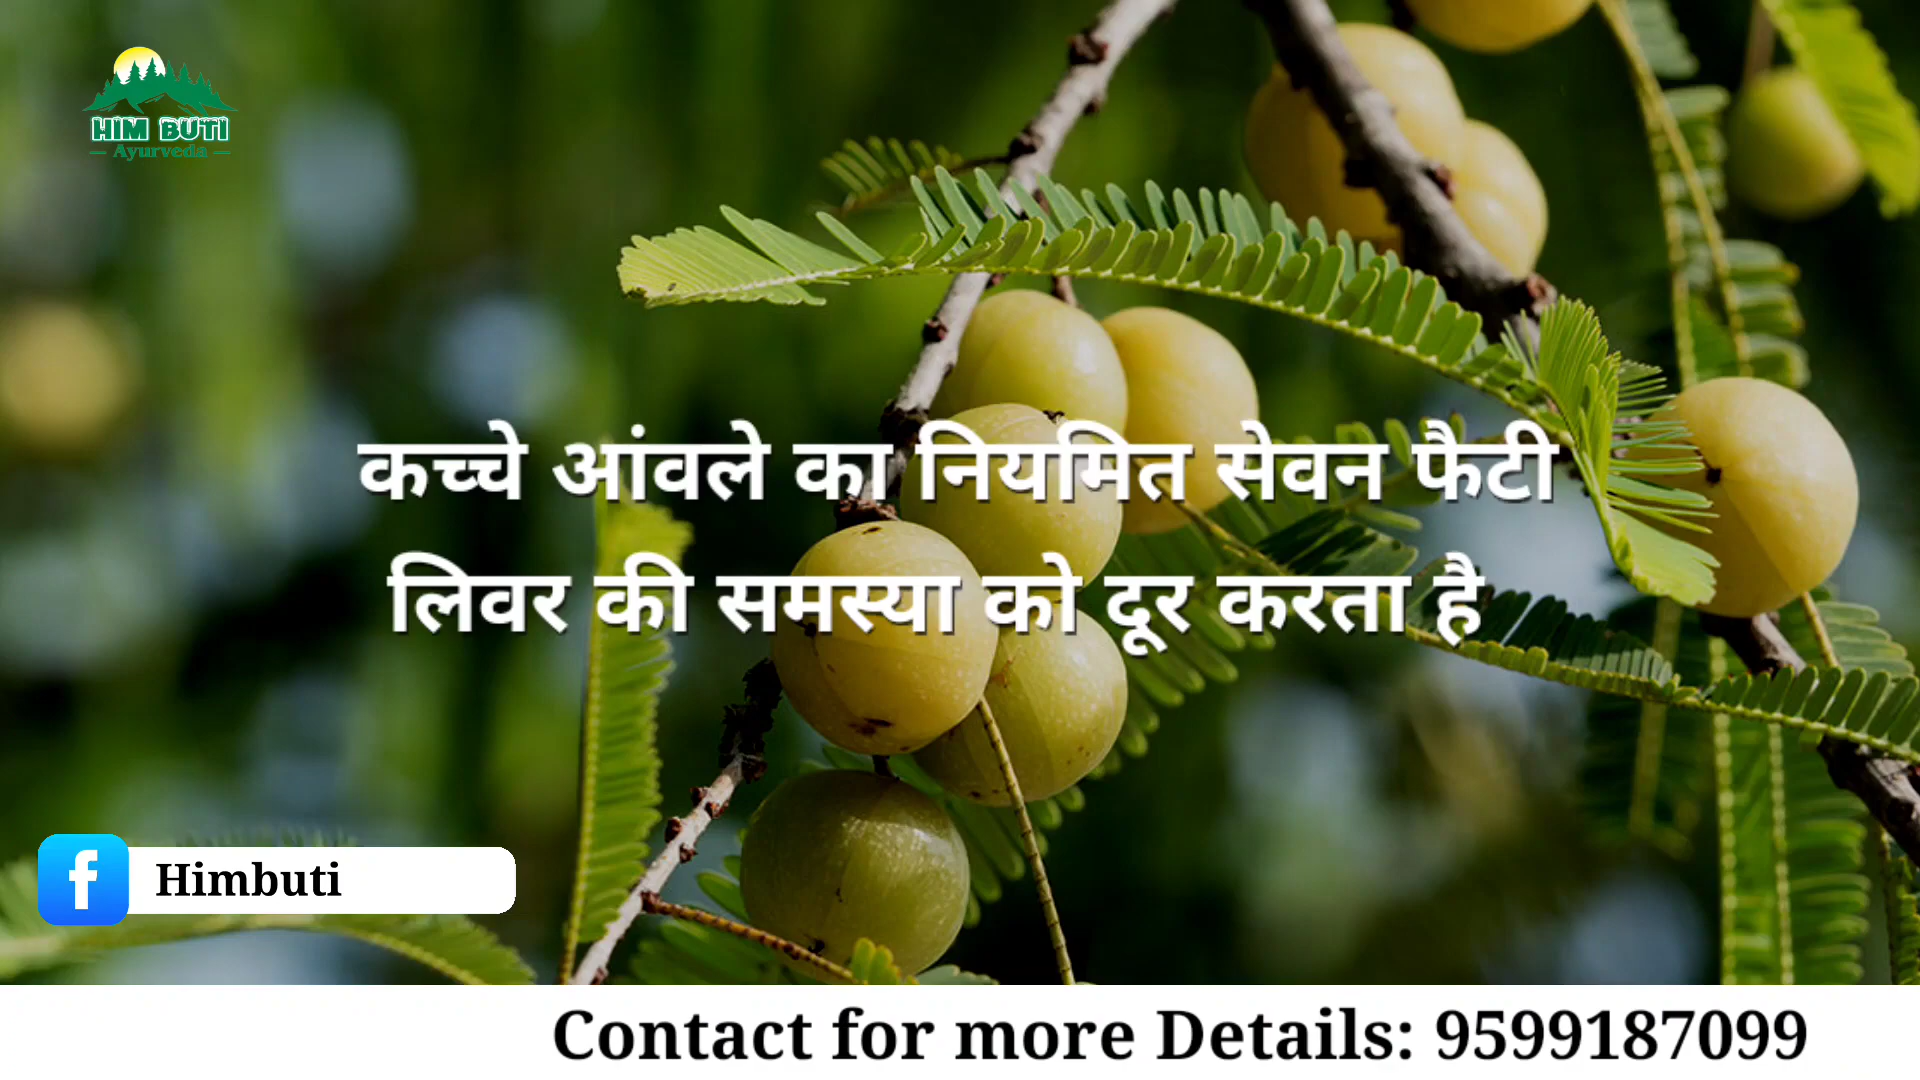 HIM BUTI
Ayurveda
कच्चे आंवले का नियमित सेवन फैटी
लिवर की समस्या को दूर करता है
f Himbuti
Contact for more Details: 9599187099